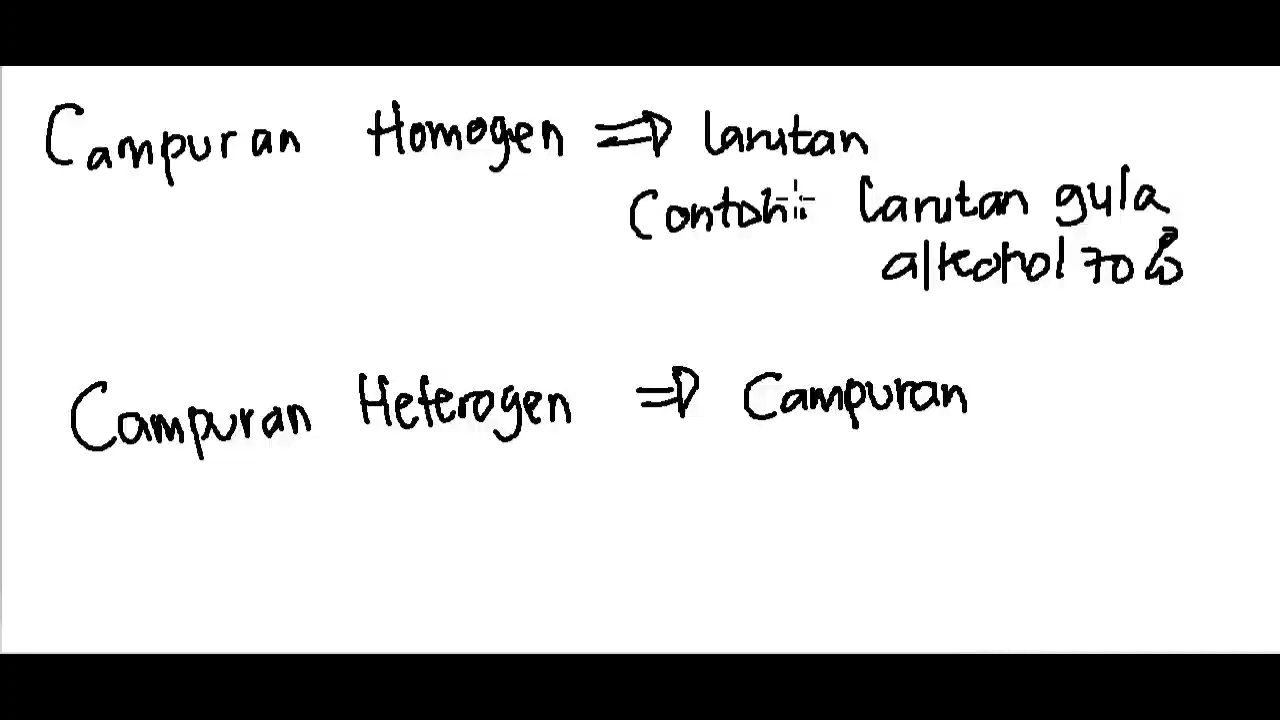 Campuran Homogen ⇒ larutan
Contoh: larutan gula
alkohol 70%
Campuran Heterogen ⇒ Campuran